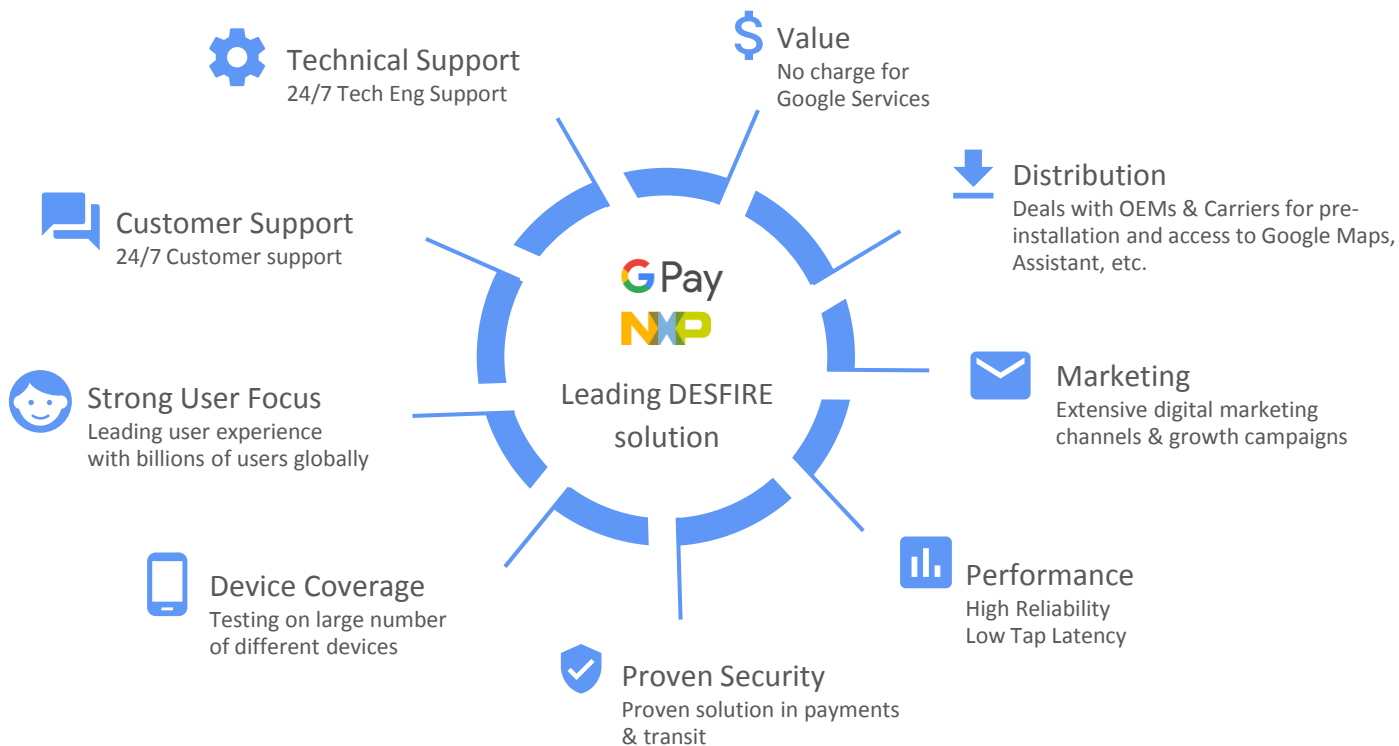 Technical Support
24/7 Tech Eng Support
$ Value
No charge for
Google Services
Distribution
Deals with OEMs & Carriers for pre-
installation and access to Google Maps,
Assistant, etc.
Customer Support
24/7 Customer support
G Pay
NXP
Leading DESFIRE
solution
Marketing
Extensive digital marketing
channels & growth campaigns
Strong User Focus
Leading user experience
with billions of users globally
Performance
High Reliability
Low Tap Latency
Device Coverage
Testing on large number
of different devices
Proven Security
Proven solution in payments
& transit